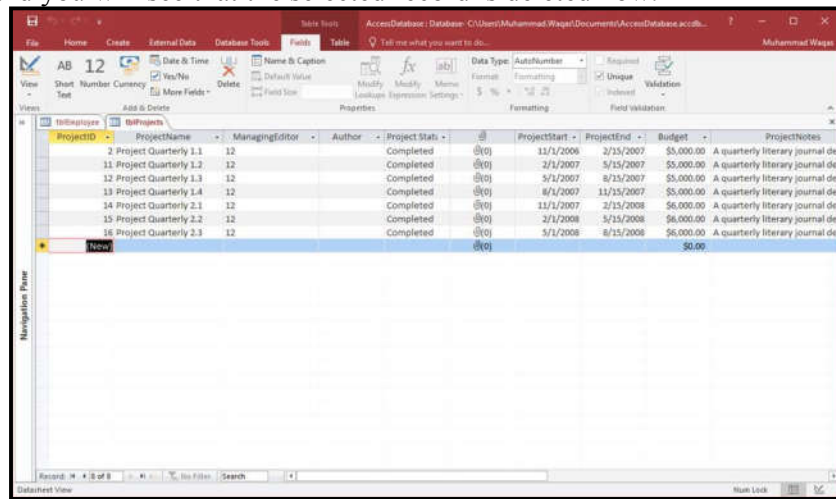 Table Tools AccessDatabase : Database- C:\Users\Muhammad.Waqas\Documents\AccessDatabase.accdb...
File Home Create External Data Database Tools Fields Table Tell me what you want to do... Muhammad Waqas
View AB Short Text 12 Number Currency Date & Time Yes/No More Fields Delete Name & Caption Default Value Field Size Modify Lookups Modify Expression Memo Settings Data Type: AutoNumber Format: Formatting Required Unique Indexed Validation
Views Add & Delete Properties Formatting Field Validation
tblEmployee tblProjects
ProjectID ProjectName ManagingEditor Author Project Statu ProjectStart ProjectEnd Budget ProjectNotes
2 Project Quarterly 1.1 12 Completed (0) 11/1/2006 2/15/2007 $5,000.00 A quarterly literary journal de
11 Project Quarterly 1.2 12 Completed (0) 2/1/2007 5/15/2007 $5,000.00 A quarterly literary journal de
12 Project Quarterly 1.3 12 Completed (0) 5/1/2007 8/15/2007 $5,000.00 A quarterly literary journal de
13 Project Quarterly 1.4 12 Completed (0) 8/1/2007 11/15/2007 $5,000.00 A quarterly literary journal de
14 Project Quarterly 2.1 12 Completed (0) 11/1/2007 2/15/2008 $6,000.00 A quarterly literary journal de
15 Project Quarterly 2.2 12 Completed (0) 2/1/2008 5/15/2008 $6,000.00 A quarterly literary journal de
16 Project Quarterly 2.3 12 Completed (0) 5/1/2008 8/15/2008 $6,000.00 A quarterly literary journal de
(New) (0) $0.00
Navigation Pane
Record: 8 of 8 No Filter Search
Datasheet View Num Lock